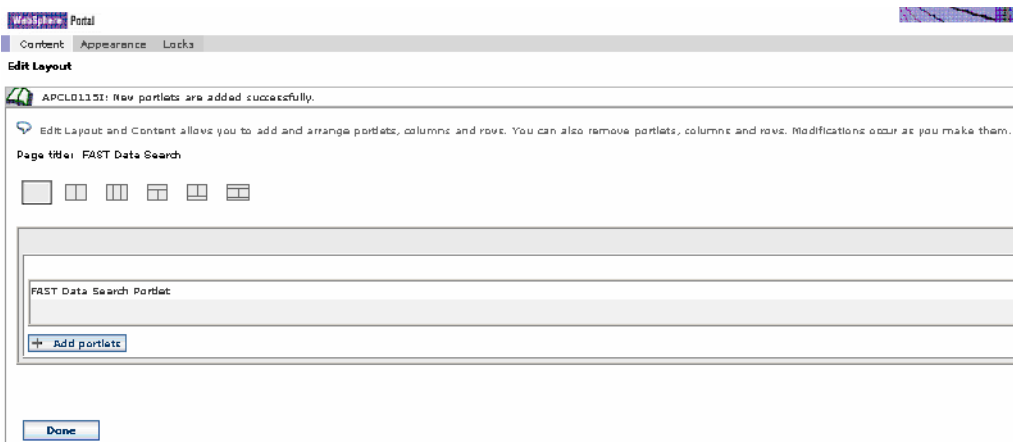 WebSphere Portal
Content Appearance Locks
Edit Layout
APCL0115I: New portlets are added successfully.
Edit Layout and Content allows you to add and arrange portlets, columns and rows. You can also remove portlets, columns and rows. Modifications occur as you make them.
Page title: FAST Data Search
FAST Data Search Portlet
+ Add portlets
Done